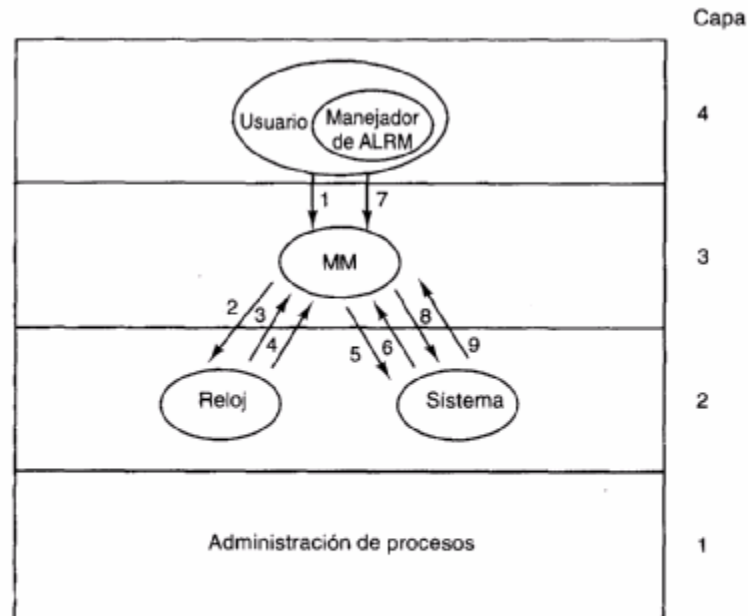 Capa
Usuario
Manejador
de ALRM
4
1
7
MM
3
2
3
4
5
6
8
9
Reloj
Sistema
2
Administración de procesos
1